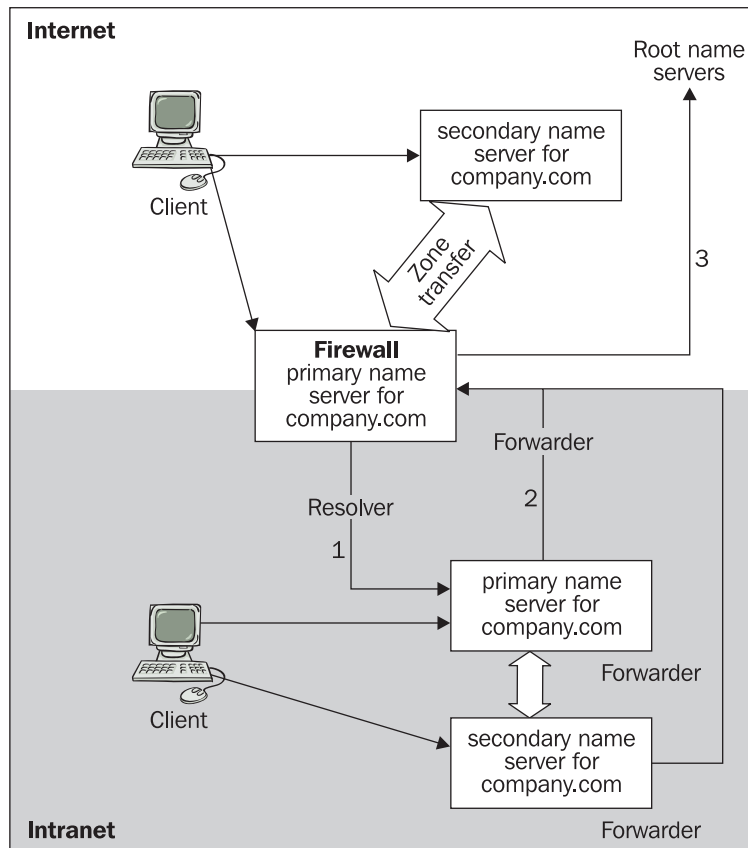 Internet
Root name
servers
secondary name
server for
company.com
Client
Zone
transfer
3
Firewall
primary name
server for
company.com
Forwarder
Resolver
2
1
primary name
server for
company.com
Forwarder
Client
secondary name
server for
company.com
Intranet
Forwarder